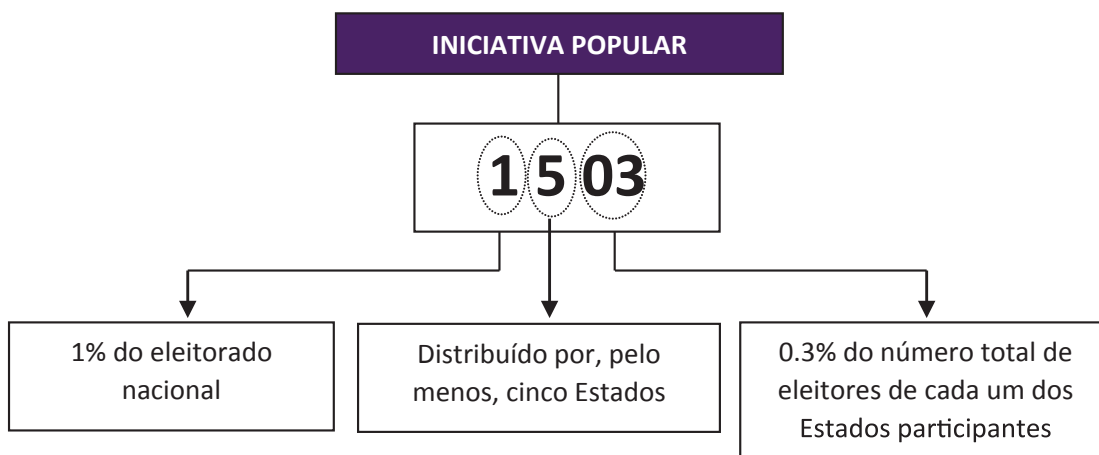 INICIATIVA POPULAR
1 5 03
1% do eleitorado
nacional
Distribuído por, pelo
menos, cinco Estados
0.3% do número total de
eleitores de cada um dos
Estados participantes